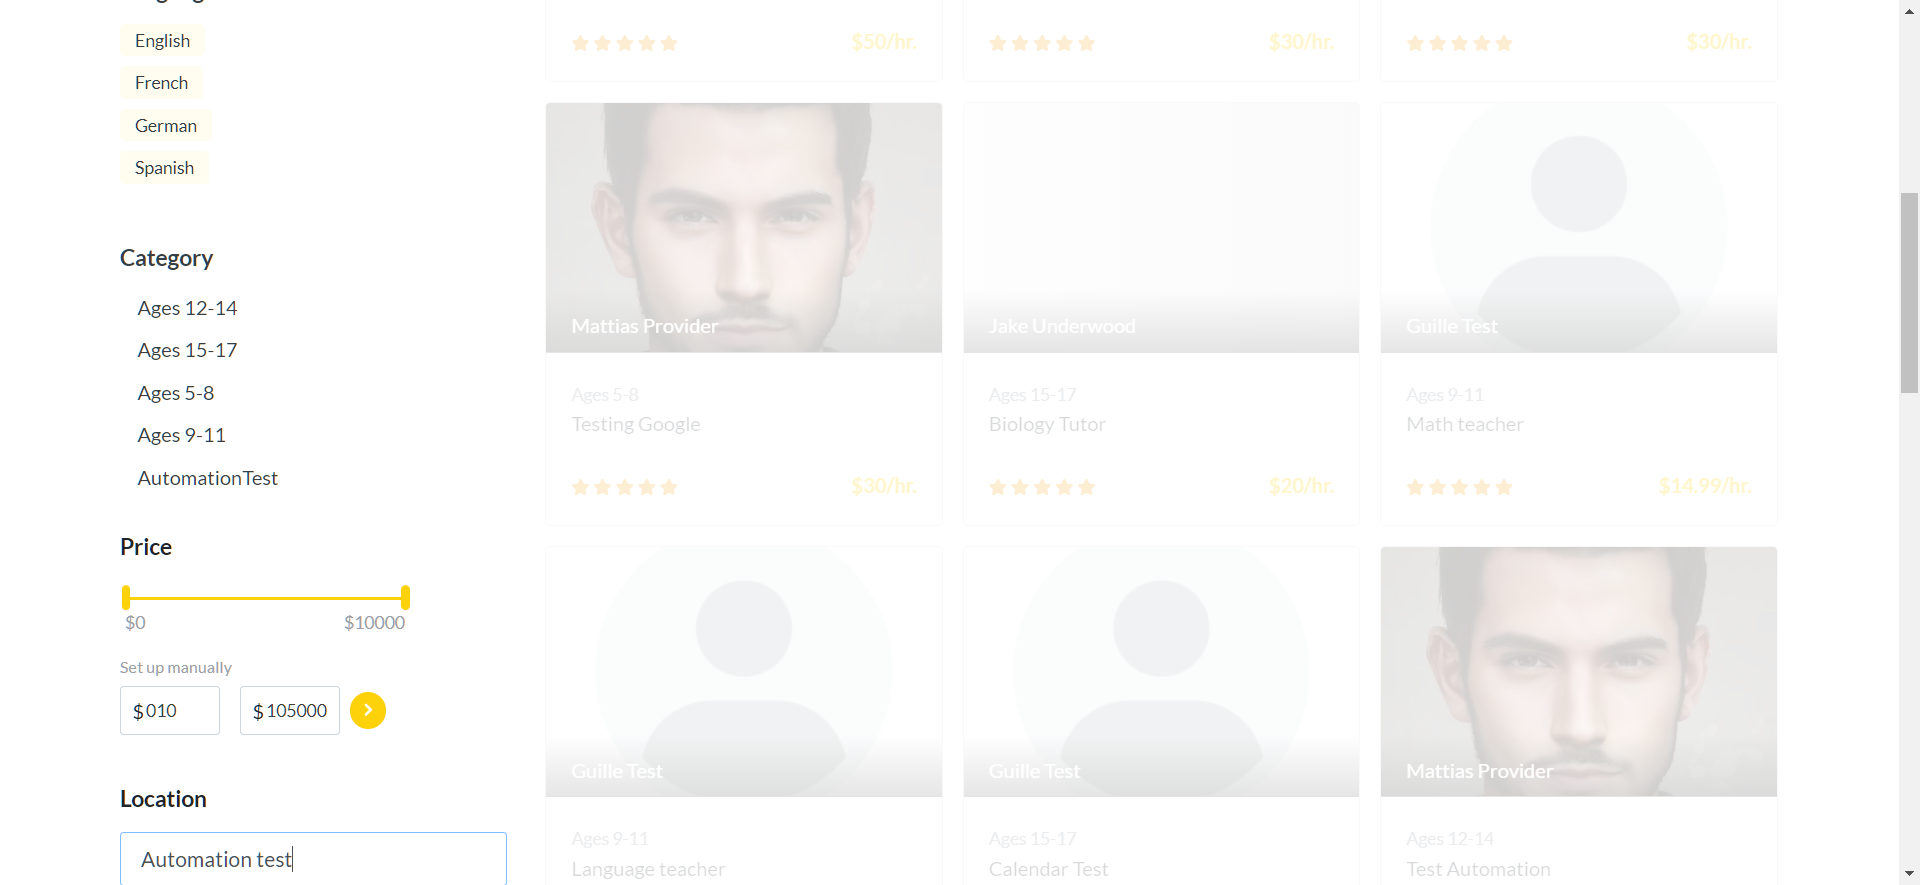 English
French
German
Spanish
Category
Ages 12-14
Ages 15-17
Ages 5-8
Ages 9-11
AutomationTest
Price
$0 $10000
Set up manually
$ 010 $ 105000
Location
Automation test
$50/hr. $30/hr. $30/hr.
Mattias Provider Jake Underwood Guille Test
Ages 5-8 Ages 15-17 Ages 9-11
Testing Google Biology Tutor Math teacher
$30/hr. $20/hr. $14.99/hr.
Guille Test Guille Test Mattias Provider
Ages 9-11 Ages 15-17 Ages 12-14
Language teacher Calendar Test Test Automation